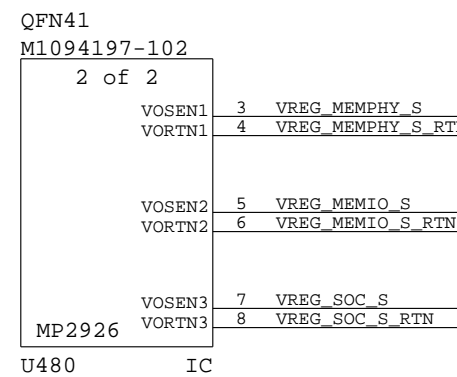 QFN41
M1094197-102
2 of 2
VOSEN1 3 VREG_MEMPHY_S
VORTN1 4 VREG_MEMPHY_S_RT
VOSEN2 5 VREG_MEMIO_S
VORTN2 6 VREG_MEMIO_S_RTN
VOSEN3 7 VREG_SOC_S
MP2926 VORTN3 8 VREG_SOC_S_RTN
U480 IC